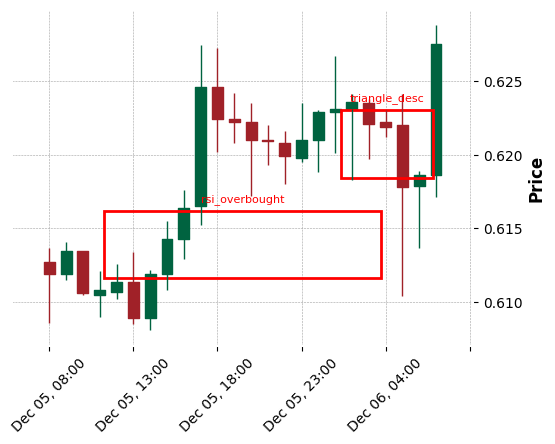 triangle_desc
0.625
0.620
rsi_overbought
0.615
0.610
Price
Dec 05, 08:00
Dec 05, 13:00
Dec 05, 18:00
Dec 05, 23:00
Dec 06, 04:00